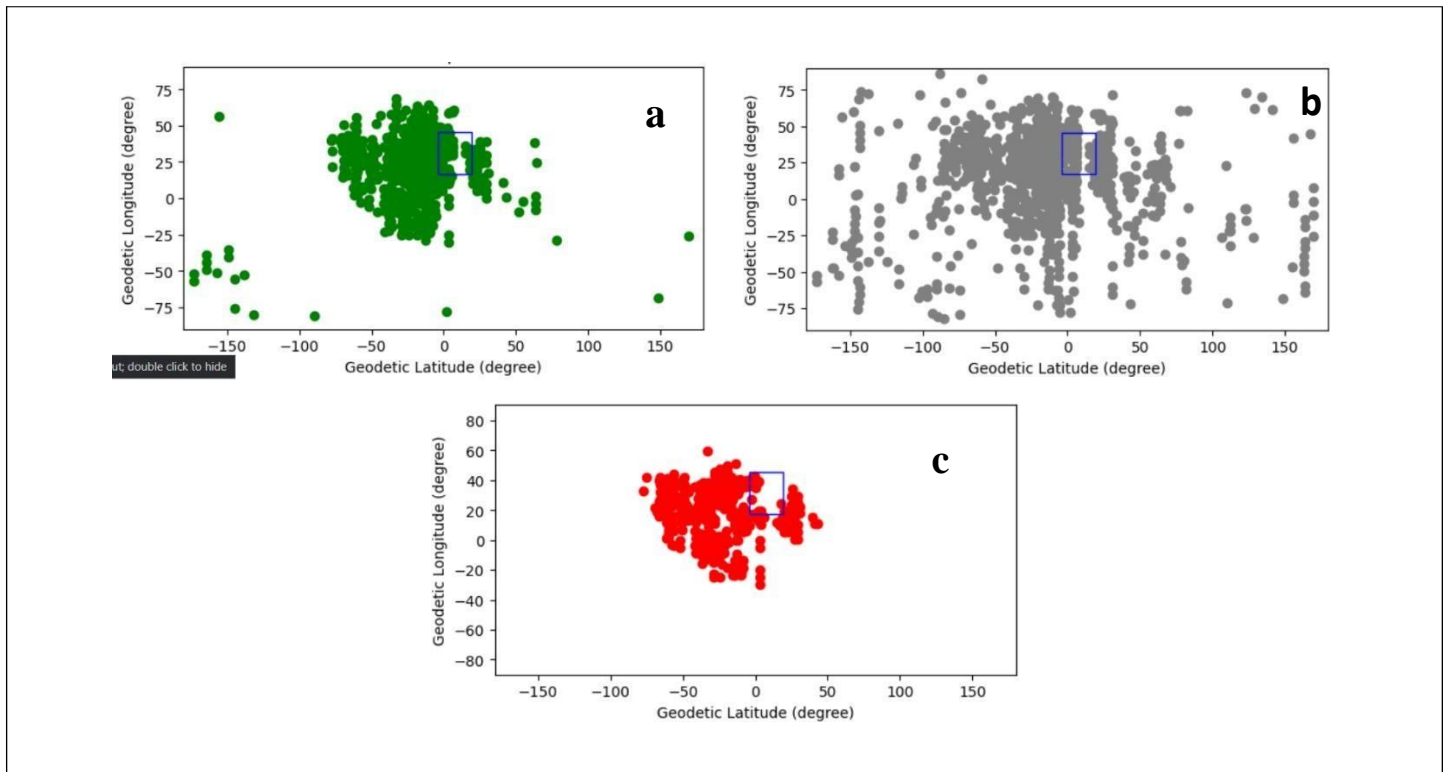 a
75
50
25
0
−25
−50
−75
Geodetic Longitude (degree)
−150 −100 −50 0 50 100 150
Geodetic Latitude (degree)
ut; double click to hide
b
75
50
25
0
−25
−50
−75
Geodetic Longitude (degree)
−150 −100 −50 0 50 100 150
Geodetic Latitude (degree)
c
80
60
40
20
0
−20
−40
−60
−80
Geodetic Longitude (degree)
−150 −100 −50 0 50 100 150
Geodetic Latitude (degree)